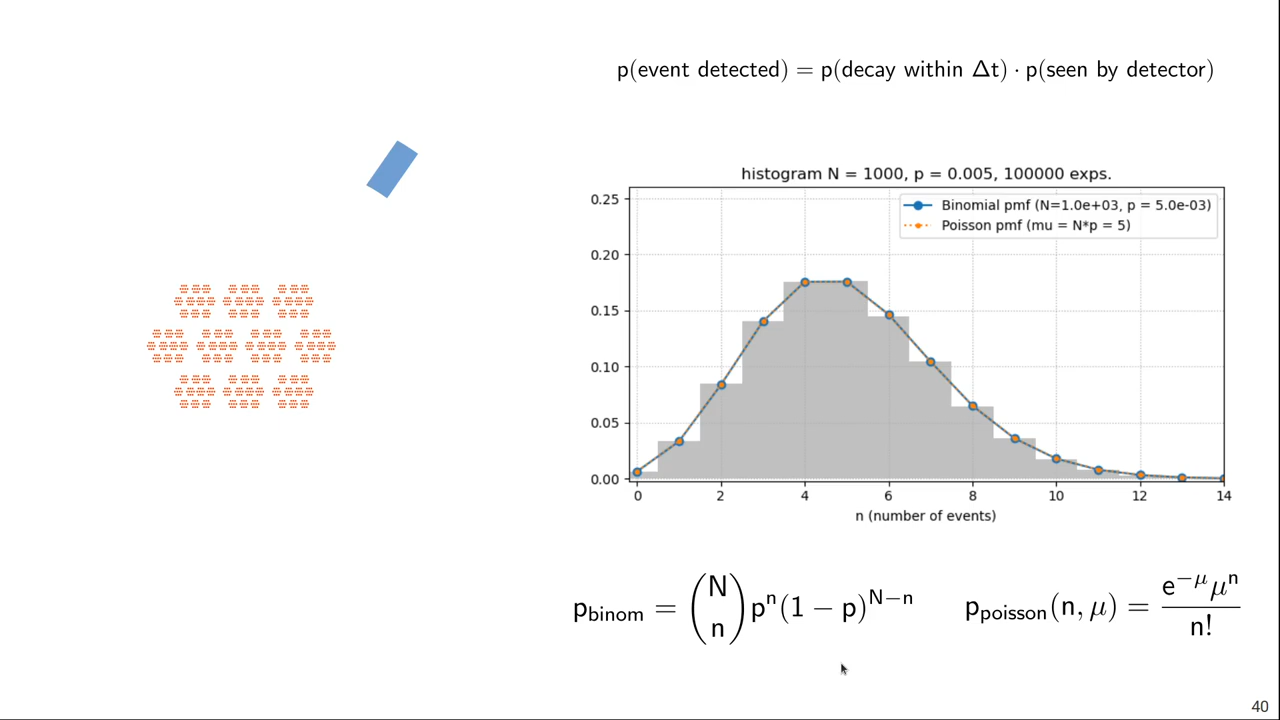 p(event detected) = p(decay within Δt) · p(seen by detector)
histogram N = 1000, p = 0.005, 100000 exps.
Binomial pmf (N=1.0e+03, p = 5.0e-03)
Poisson pmf (mu = N*p = 5)
0.25
0.20
0.15
0.10
0.05
0.00
0 2 4 6 8 10 12 14
n (number of events)
p_binom = (N n) p^n (1 − p)^{N−n} p_poisson(n, μ) = e^{−μ} μ^n / n!
40